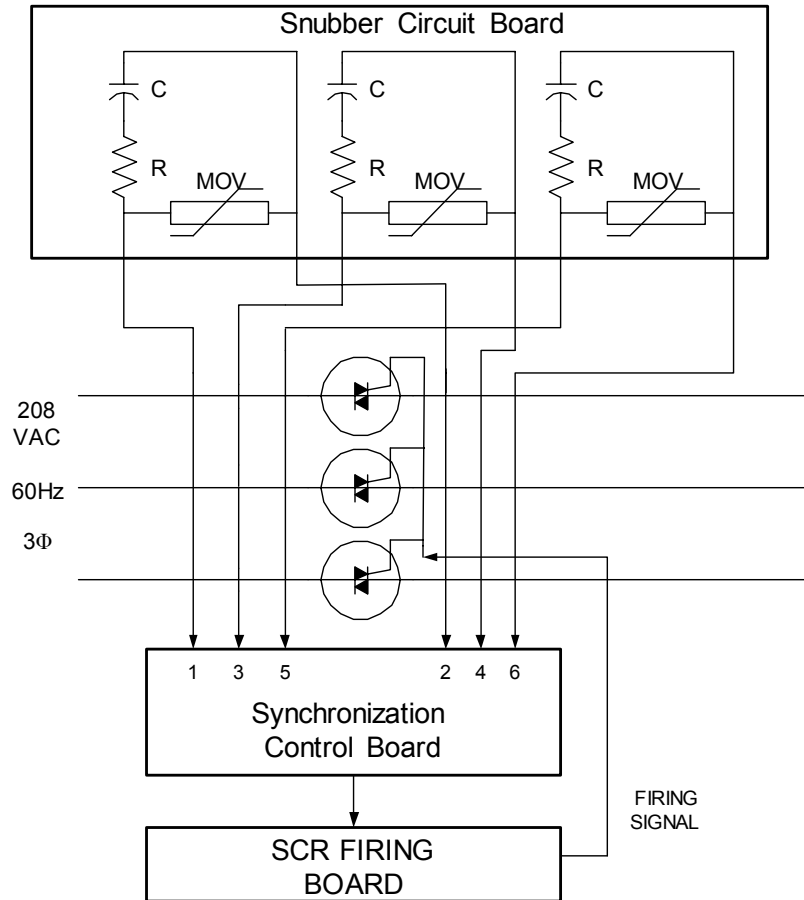 Snubber Circuit Board
C
C
C
R
R
R
MOV
MOV
MOV
208
VAC
60Hz
3Φ
1 3 5 2 4 6
Synchronization
Control Board
FIRING
SIGNAL
SCR FIRING
BOARD